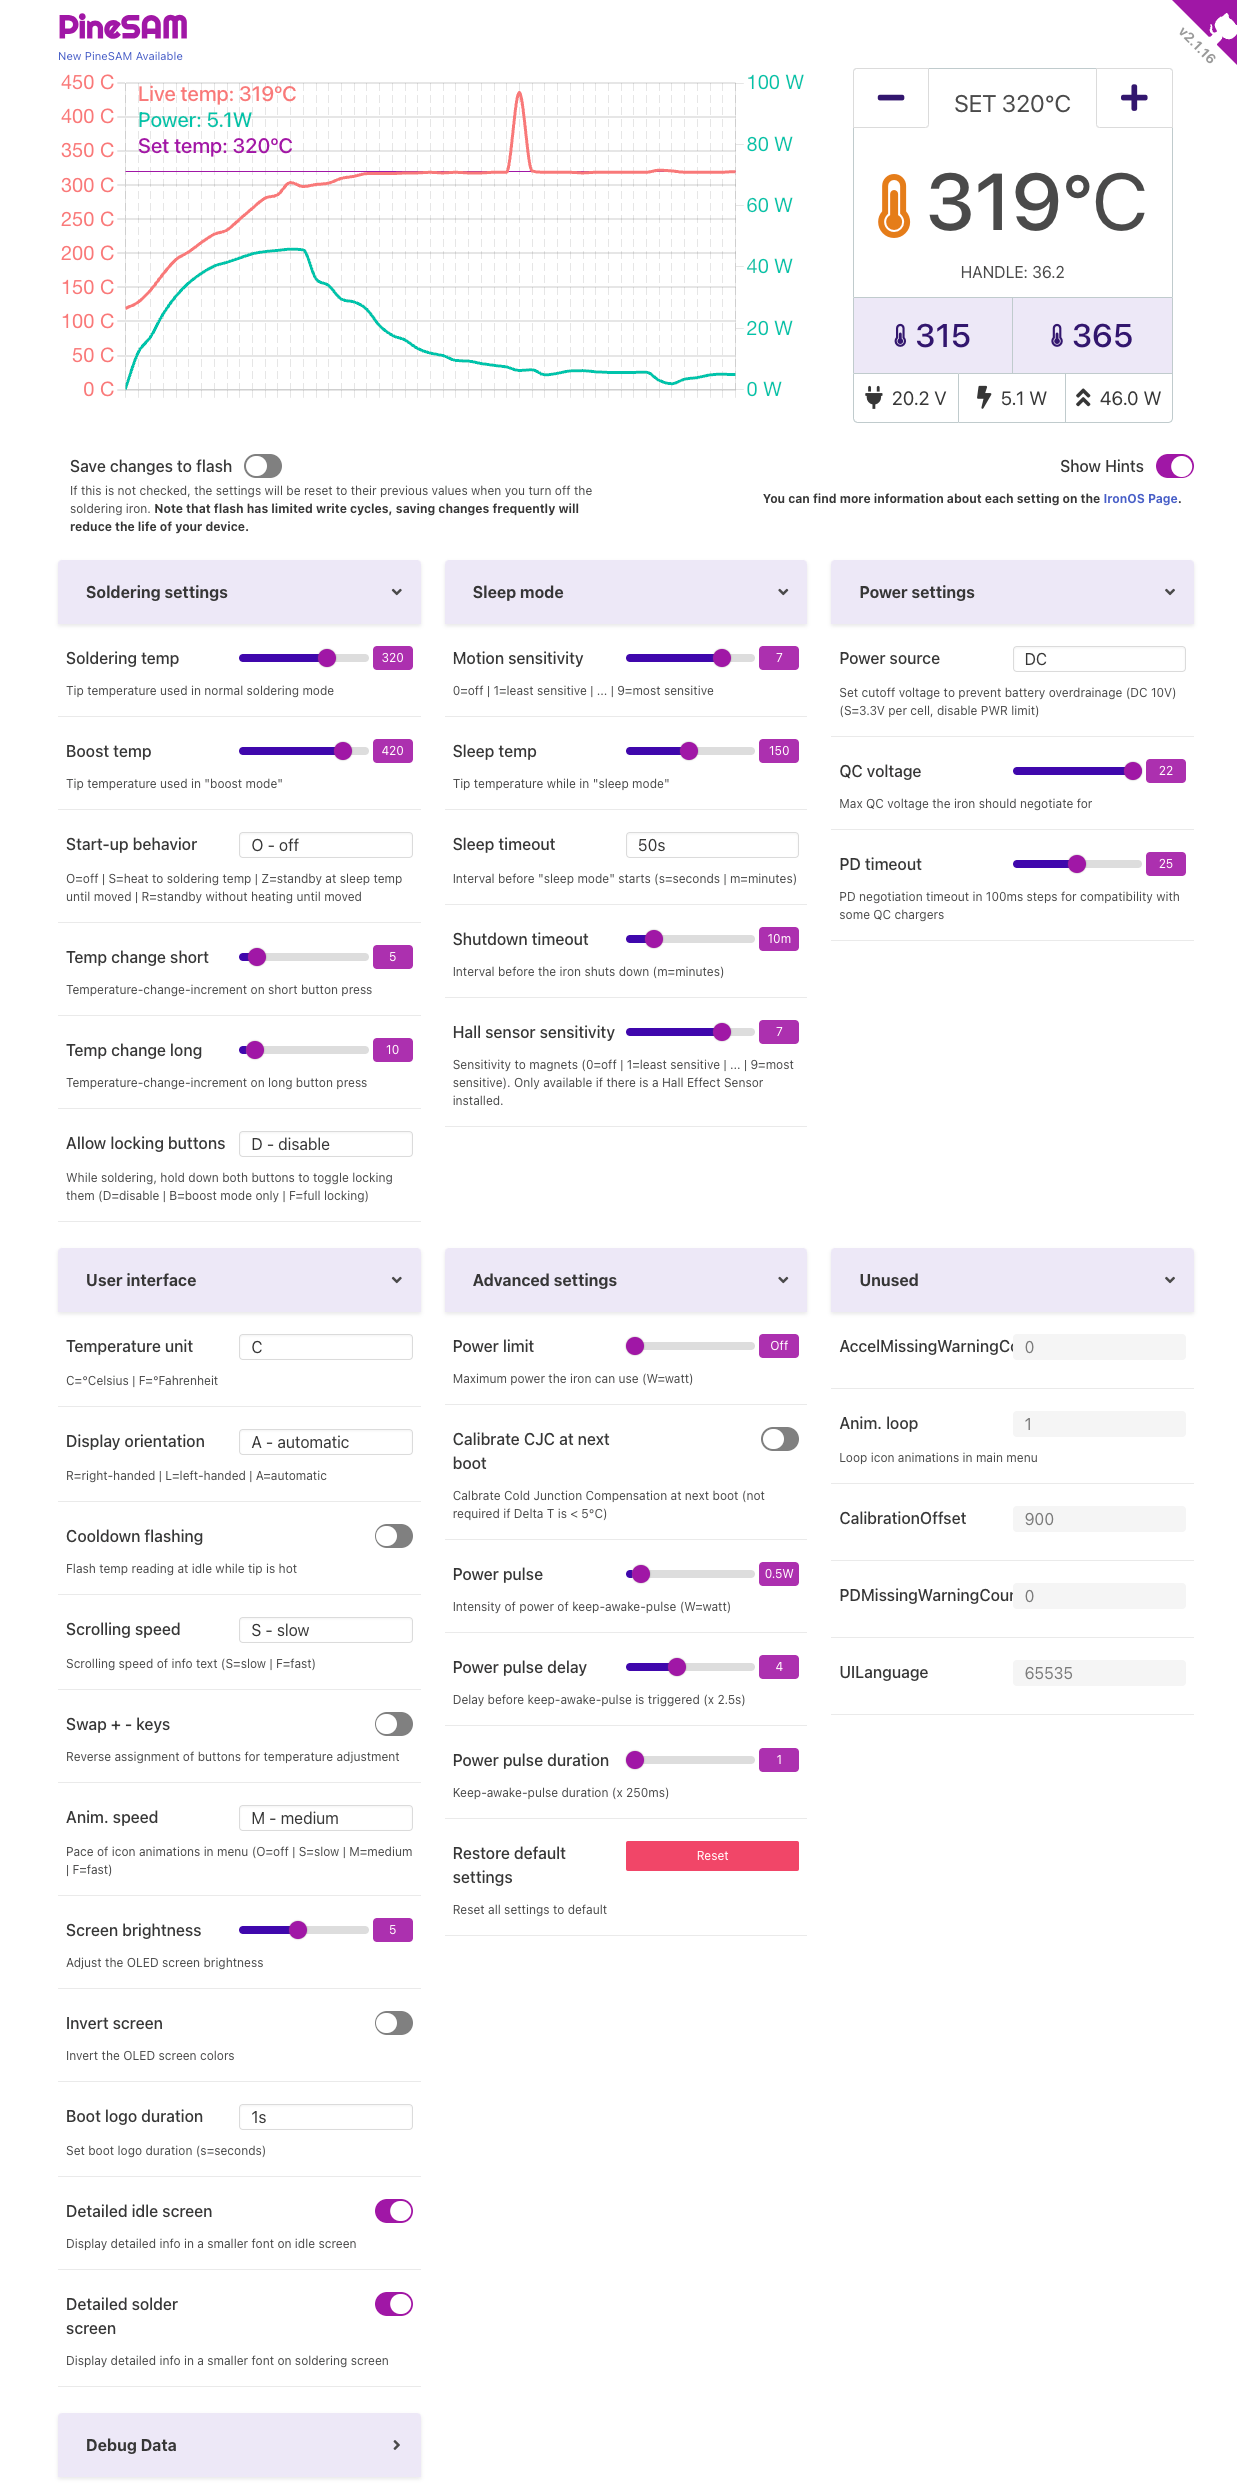 PineSAM
New PineSAM Available
v2.1.16
450 C
400 C
350 C
300 C
250 C
200 C
150 C
100 C
50 C
0 C
Live temp: 319°C
Power: 5.1W
Set temp: 320°C
100 W
80 W
60 W
40 W
20 W
0 W
SET 320°C
319°C
HANDLE: 36.2
315 365
20.2 V 5.1 W 46.0 W
Save changes to flash
If this is not checked, the settings will be reset to their previous values when you turn off the
soldering iron. Note that flash has limited write cycles, saving changes frequently will
reduce the life of your device.
Show Hints
You can find more information about each setting on the IronOS Page.
Soldering settings
Soldering temp 320
Tip temperature used in normal soldering mode
Boost temp 420
Tip temperature used in "boost mode"
Start-up behavior O - off
O=off | S=heat to soldering temp | Z=standby at sleep temp
until moved | R=standby without heating until moved
Temp change short 5
Temperature-change-increment on short button press
Temp change long 10
Temperature-change-increment on long button press
Allow locking buttons D - disable
While soldering, hold down both buttons to toggle locking
them (D=disable | B=boost mode only | F=full locking)
Sleep mode
Motion sensitivity 7
0=off | 1=least sensitive | ... | 9=most sensitive
Sleep temp 150
Tip temperature while in "sleep mode"
Sleep timeout 50s
Interval before "sleep mode" starts (s=seconds | m=minutes)
Shutdown timeout 10m
Interval before the iron shuts down (m=minutes)
Hall sensor sensitivity 7
Sensitivity to magnets (0=off | 1=least sensitive | ... | 9=most
sensitive). Only available if there is a Hall Effect Sensor
installed.
Power settings
Power source DC
Set cutoff voltage to prevent battery overdrainage (DC 10V)
(S=3.3V per cell, disable PWR limit)
QC voltage 22
Max QC voltage the iron should negotiate for
PD timeout 25
PD negotiation timeout in 100ms steps for compatibility with
some QC chargers
User interface
Temperature unit C
C=°Celsius | F=°Fahrenheit
Display orientation A - automatic
R=right-handed | L=left-handed | A=automatic
Cooldown flashing
Flash temp reading at idle while tip is hot
Scrolling speed S - slow
Scrolling speed of info text (S=slow | F=fast)
Swap + - keys
Reverse assignment of buttons for temperature adjustment
Anim. speed M - medium
Pace of icon animations in menu (O=off | S=slow | M=medium
| F=fast)
Screen brightness 5
Adjust the OLED screen brightness
Invert screen
Invert the OLED screen colors
Boot logo duration 1s
Set boot logo duration (s=seconds)
Detailed idle screen
Display detailed info in a smaller font on idle screen
Detailed solder
screen
Display detailed info in a smaller font on soldering screen
Advanced settings
Power limit Off
Maximum power the iron can use (W=watt)
Calibrate CJC at next
boot
Calbrate Cold Junction Compensation at next boot (not
required if Delta T is < 5°C)
Power pulse 0.5W
Intensity of power of keep-awake-pulse (W=watt)
Power pulse delay 4
Delay before keep-awake-pulse is triggered (x 2.5s)
Power pulse duration 1
Keep-awake-pulse duration (x 250ms)
Restore default
settings
Reset
Reset all settings to default
Unused
AccelMissingWarningCo 0
Anim. loop 1
Loop icon animations in main menu
CalibrationOffset 900
PDMissingWarningCour 0
UILanguage 65535
Debug Data